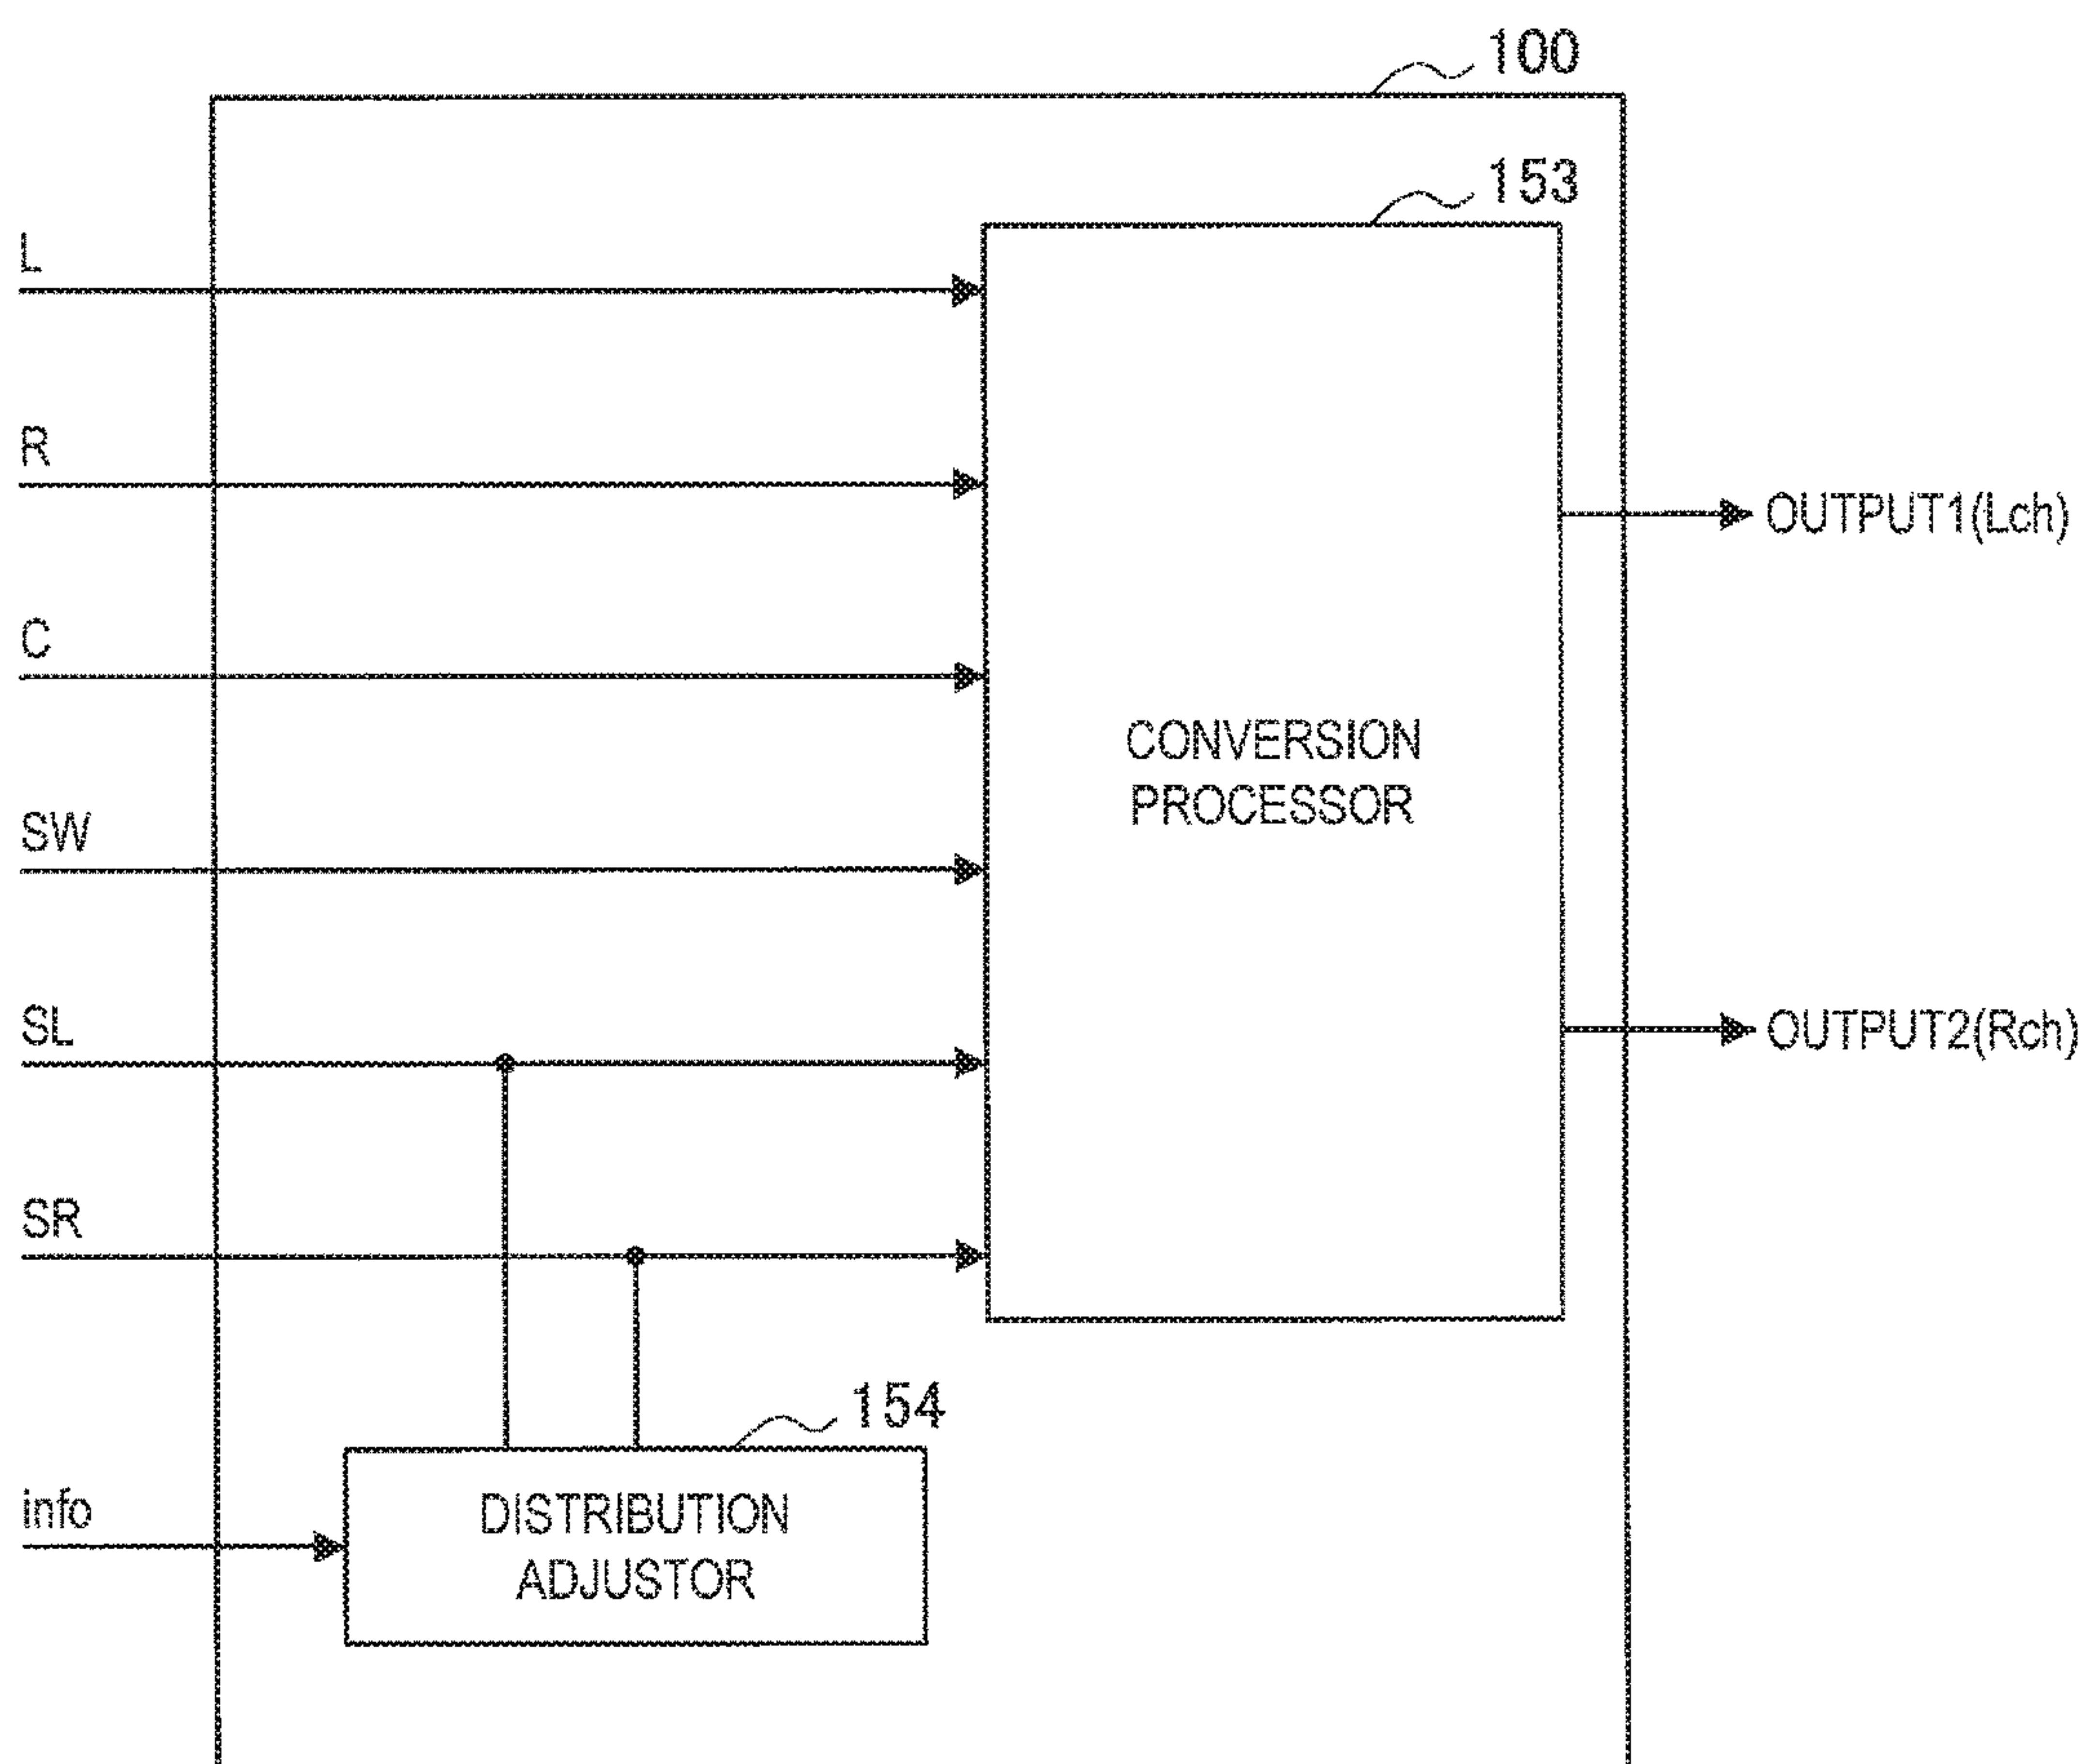 100
153
L
R
OUTPUT1(Lch)
C
CONVERSION
PROCESSOR
SW
SL
OUTPUT2(Rch)
SR
154
info
DISTRIBUTION
ADJUSTOR